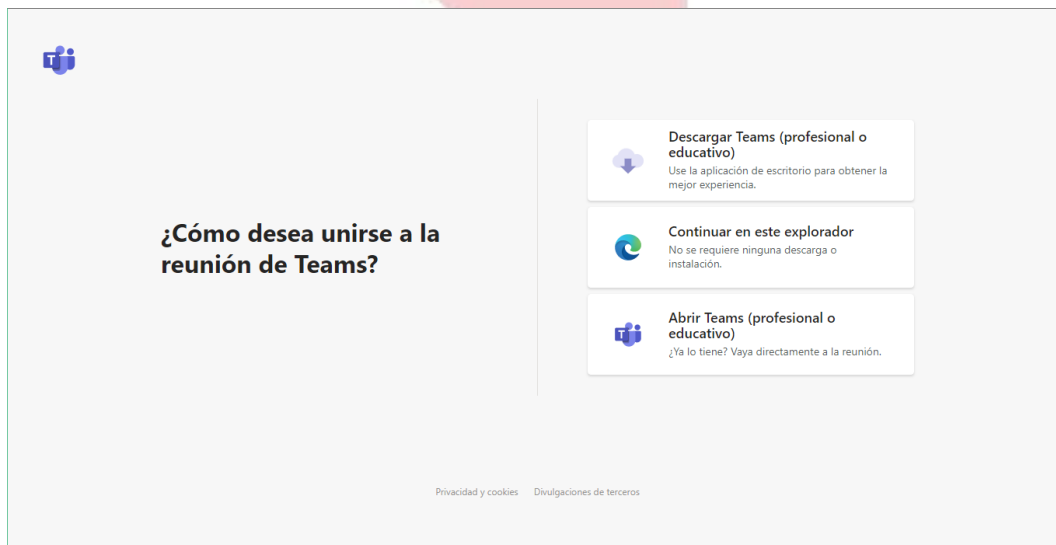 ¿Cómo desea unirse a la
reunión de Teams?
Descargar Teams (profesional o
educativo)
Use la aplicación de escritorio para obtener la
mejor experiencia.
Continuar en este explorador
No se requiere ninguna descarga o
instalación.
Abrir Teams (profesional o
educativo)
¿Ya lo tiene? Vaya directamente a la reunión.
Privacidad y cookies Divulgaciones de terceros